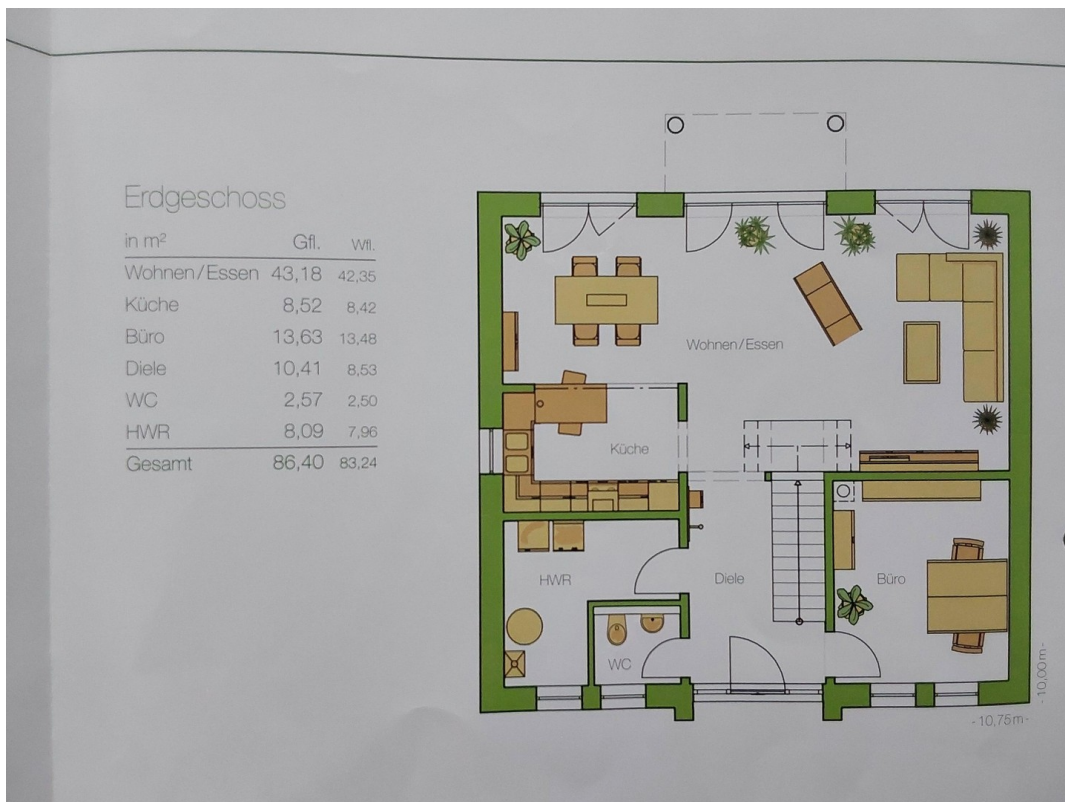 Erdgeschoss
in m² Gfl. Wfl.
Wohnen/Essen 43,18 42,35
Küche 8,52 8,42
Büro 13,63 13,48
Diele 10,41 8,53
WC 2,57 2,50
HWR 8,09 7,96
Gesamt 86,40 83,24
Wohnen/Essen
Küche
HWR
Diele
Büro
WC
-10,00m-
-10,75m-